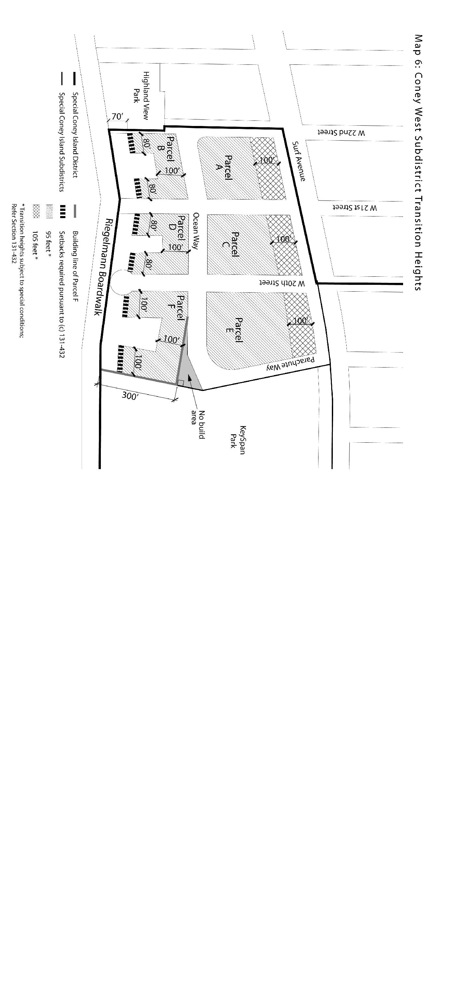 Map 6: Coney West Subdistrict Transition Heights
W 22nd Street
W 21st Street
Surf Avenue
W 20th Street
Parachute Way
100’
100’
100’
Parcel
A
Parcel
C
Parcel
E
KeySpan
Park
Ocean Way
No build
area
Highland View
Park
Parcel
B
Parcel
D
Parcel
F
100’
100’
100’
80’
80’
80’
80’
100’
100’
70’
300’
Riegelmann Boardwalk
Special Coney Island District
Special Coney Island Subdistricts
Building line of Parcel F
Setbacks required pursuant to (c) 131-432
95 feet *
105 feet *
* Transition heights subject to special conditions;
Refer Section 131-432